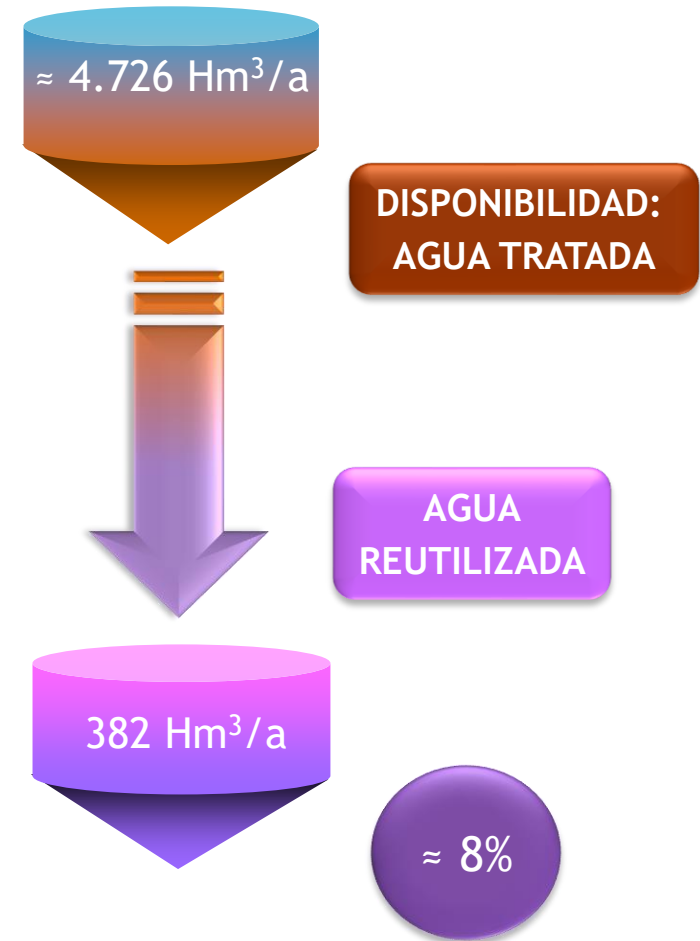 ≈ 4.726 Hm³/a
DISPONIBILIDAD:
AGUA TRATADA
AGUA
REUTILIZADA
382 Hm³/a
≈ 8%